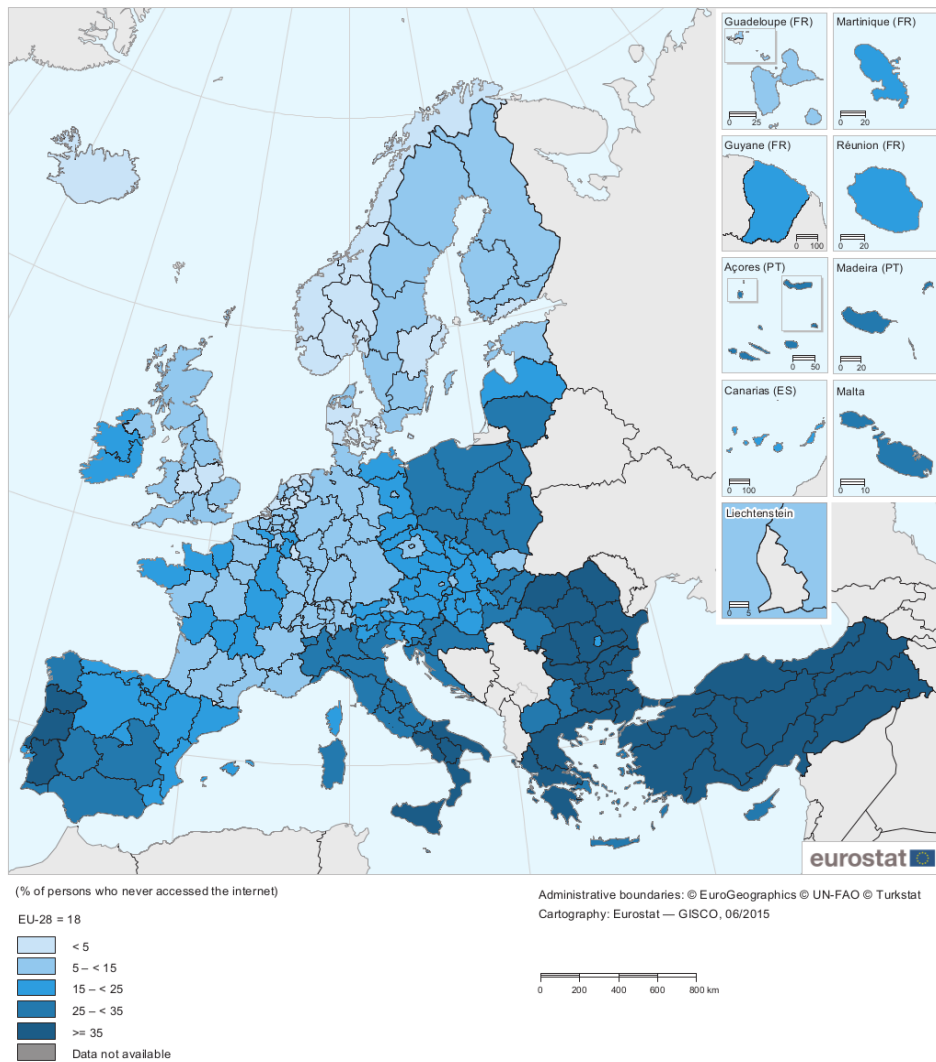 Guadeloupe (FR)
Martinique (FR)
0 25
0 20
Guyane (FR)
Réunion (FR)
0 100
0 20
Açores (PT)
Madeira (PT)
0 50
0 20
Canarias (ES)
Malta
0 100
0 10
Liechtenstein
0 5
eurostat
(% of persons who never accessed the internet)
EU-28 = 18
< 5
5 – < 15
15 – < 25
25 – < 35
>= 35
Data not available
Administrative boundaries: © EuroGeographics © UN-FAO © Turkstat
Cartography: Eurostat — GISCO, 06/2015
0 200 400 600 800 km